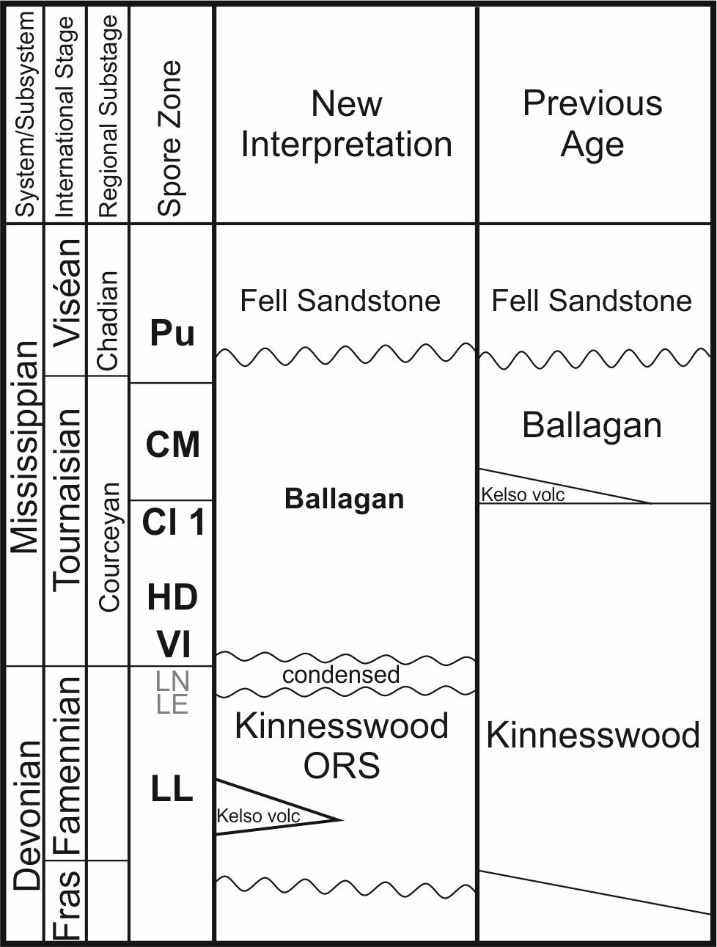 System/Subsystem
International Stage
Regional Substage
Spore Zone
New
Interpretation
Previous
Age
Mississippian
Viséan
Chadian
Pu
Fell Sandstone
Fell Sandstone
Tournaisian
Courceyan
CM
Ballagan
Ballagan
Kelso volc
Cl 1
HD
VI
condensed
Devonian
Famennian
LN
LE
LL
Kinnesswood
ORS
Kinnesswood
Kelso volc
Fras